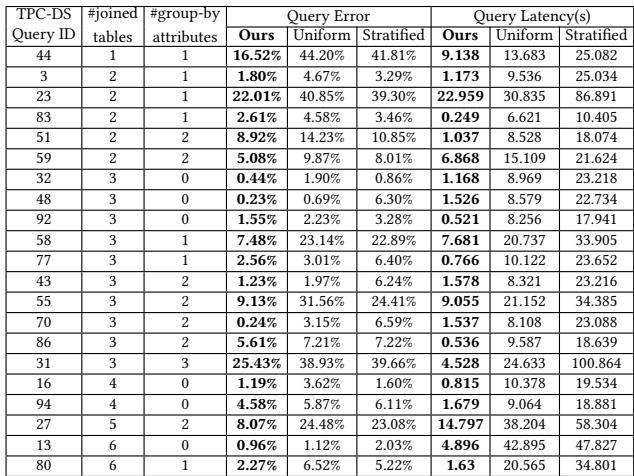 TPC-DS #joined #group-by Query Error Query Latency(s)
Query ID tables attributes Ours Uniform Stratified Ours Uniform Stratified
44 1 1 16.52% 44.20% 41.81% 9.138 13.683 25.082
3 2 1 1.80% 4.67% 3.29% 1.173 9.536 25.034
23 2 1 22.01% 40.85% 39.30% 22.959 30.835 86.891
83 2 1 2.61% 4.58% 3.46% 0.249 6.621 10.405
51 2 2 8.92% 14.23% 10.85% 1.037 8.528 18.074
59 2 2 5.08% 9.87% 8.01% 6.868 15.109 21.624
32 3 0 0.44% 1.90% 0.86% 1.168 8.969 23.218
48 3 0 0.23% 0.69% 6.30% 1.526 8.579 22.734
92 3 0 1.55% 2.23% 3.28% 0.521 8.256 17.941
58 3 1 7.48% 23.14% 22.89% 7.681 20.737 33.905
77 3 1 2.56% 3.01% 6.40% 0.766 10.122 23.652
43 3 2 1.23% 1.97% 6.24% 1.578 8.321 23.216
55 3 2 9.13% 31.56% 24.41% 9.055 21.152 34.385
70 3 2 0.24% 3.15% 6.59% 1.537 8.108 23.088
86 3 2 5.61% 7.21% 7.22% 0.536 9.587 18.639
31 3 3 25.43% 38.93% 39.66% 4.528 24.633 100.864
16 4 0 1.19% 3.62% 1.60% 0.815 10.378 19.534
94 4 0 4.58% 5.87% 6.11% 1.679 9.064 18.881
27 5 2 8.07% 24.48% 23.08% 14.797 38.204 58.304
13 6 0 0.96% 1.12% 2.03% 4.896 42.895 47.827
80 6 1 2.27% 6.52% 5.22% 1.63 20.565 34.801